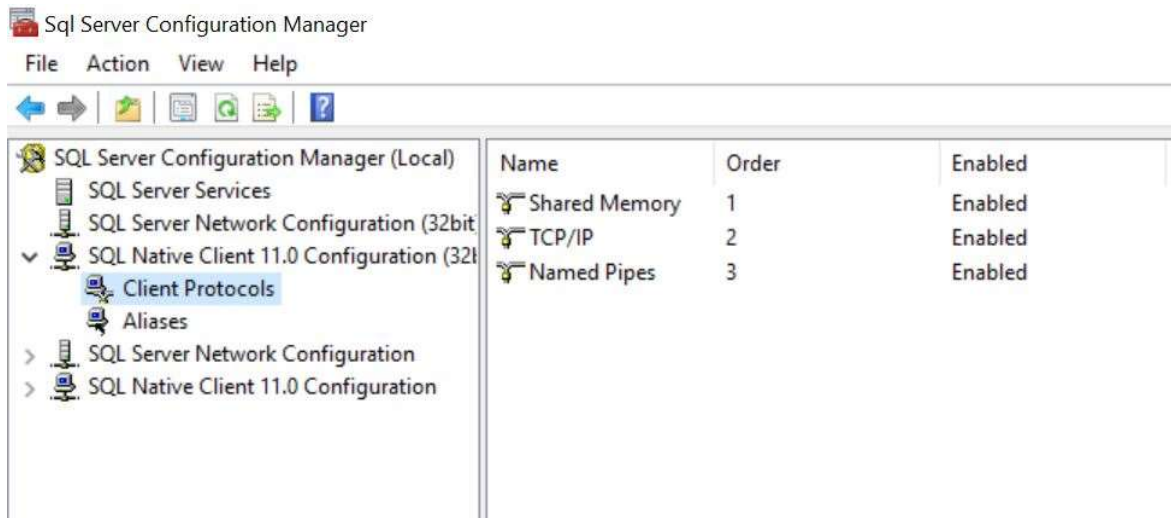 Sql Server Configuration Manager
File Action View Help
SQL Server Configuration Manager (Local)
SQL Server Services
SQL Server Network Configuration (32bit
SQL Native Client 11.0 Configuration (32b
Client Protocols
Aliases
SQL Server Network Configuration
SQL Native Client 11.0 Configuration
Name Order Enabled
Shared Memory 1 Enabled
TCP/IP 2 Enabled
Named Pipes 3 Enabled